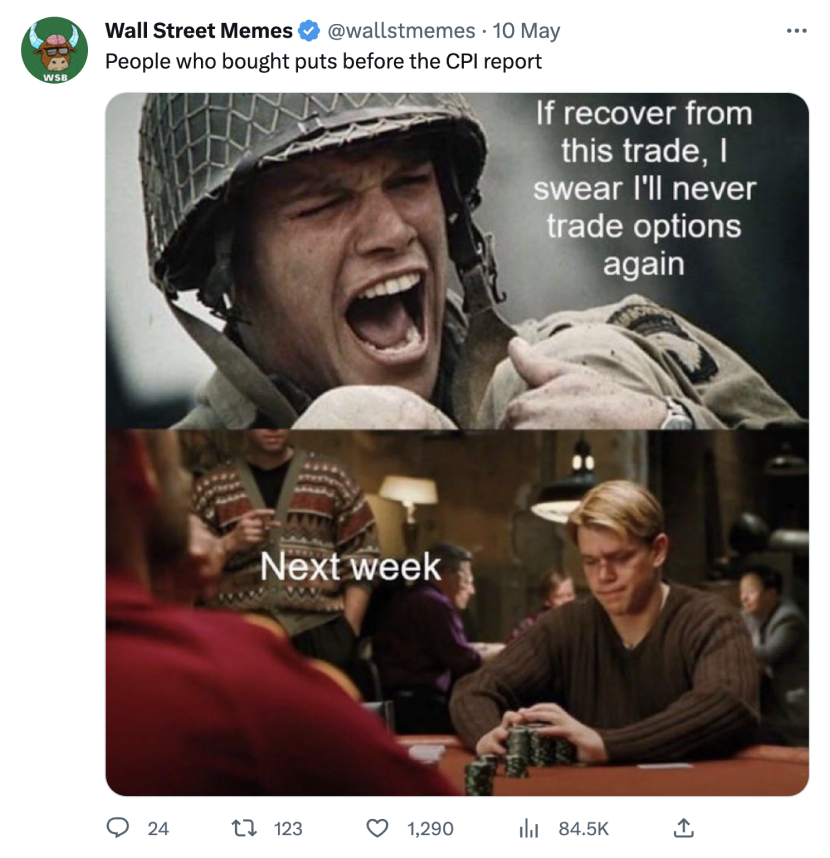 Wall Street Memes @wallstmemes · 10 May
WSB
People who bought puts before the CPI report
If recover from
this trade, I
swear I'll never
trade options
again
Next week
24 123 1,290 84.5K